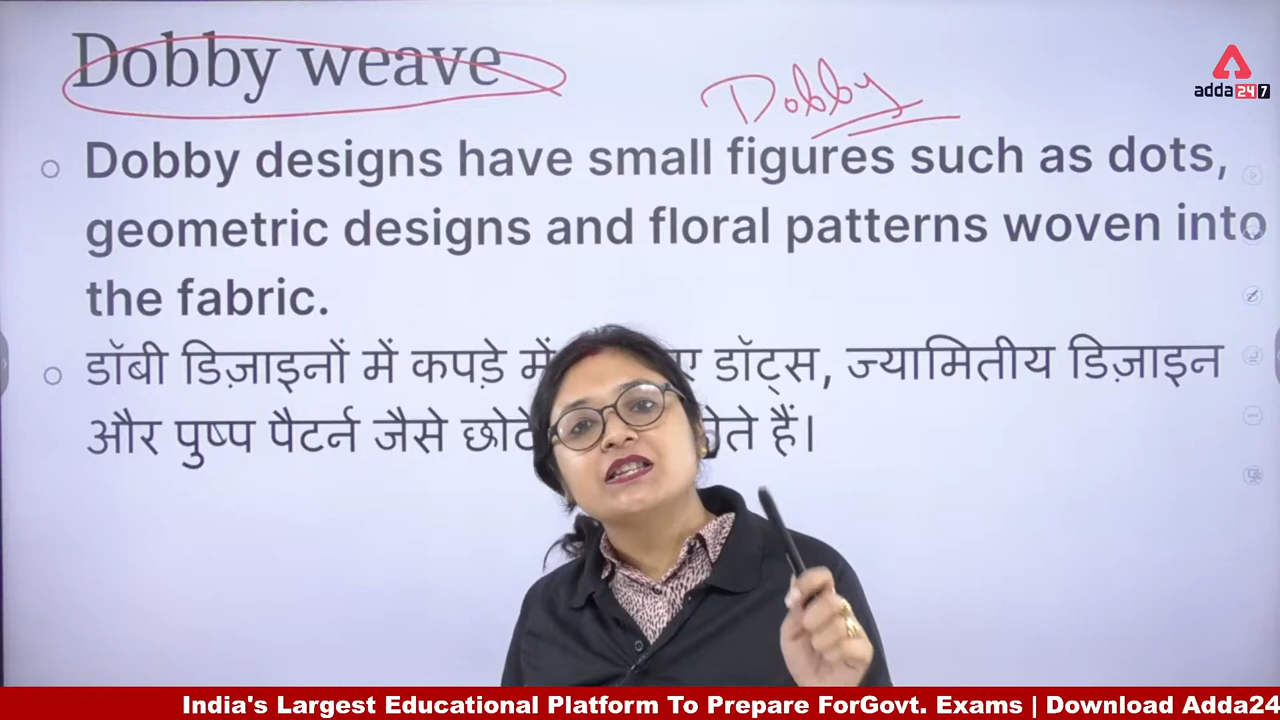 Dobby weave
Dobby
adda247
Dobby designs have small figures such as dots,
geometric designs and floral patterns woven into
the fabric.
डॉबी डिज़ाइनों में कपड़े में डॉट्स, ज्यामितीय डिज़ाइन
और पुष्प पैटर्न जैसे हैं।
India's Largest Educational Platform To Prepare ForGovt. Exams | Download Adda24